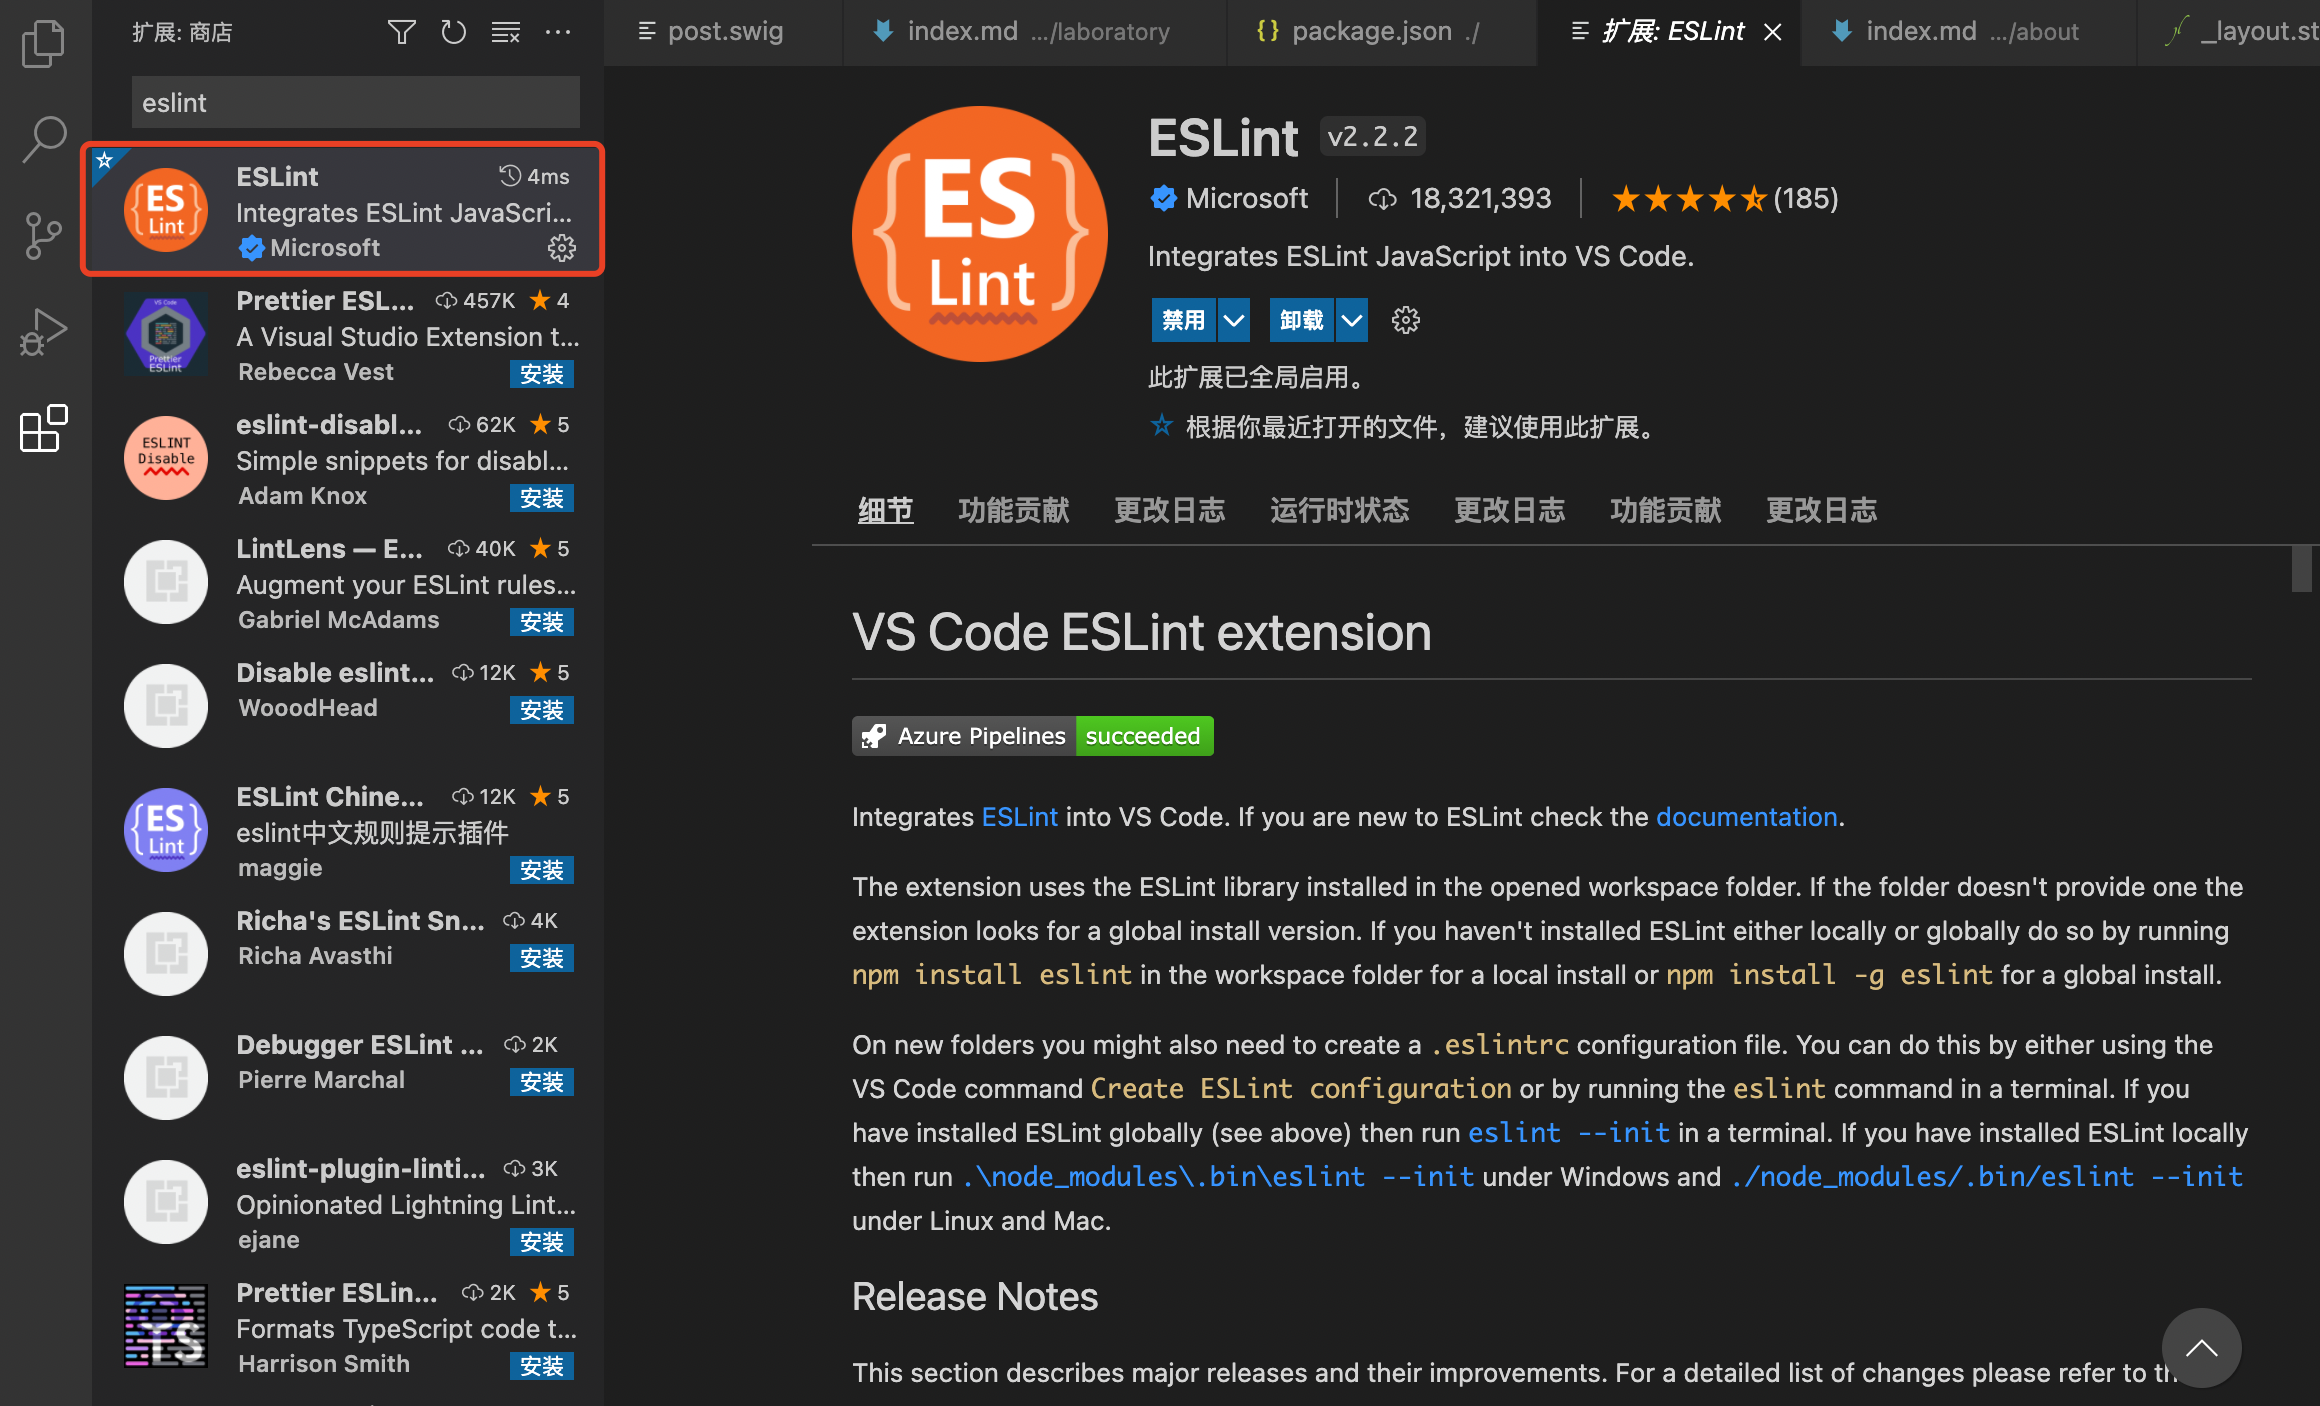 扩展: 商店
eslint
ESLint 4ms
Integrates ESLint JavaScri...
Microsoft
Prettier ESL... 457K 4
A Visual Studio Extension t...
Rebecca Vest 安装
eslint-disabl... 62K 5
Simple snippets for disabl...
Adam Knox 安装
LintLens — E... 40K 5
Augment your ESLint rules...
Gabriel McAdams 安装
Disable eslint... 12K 5
WooodHead 安装
ESLint Chine... 12K 5
eslint中文规则提示插件
maggie 安装
Richa's ESLint Sn... 4K
Richa Avasthi 安装
Debugger ESLint ... 2K
Pierre Marchal 安装
eslint-plugin-linti... 3K
Opinionated Lightning Lint...
ejane 安装
Prettier ESLin... 2K 5
Formats TypeScript code t...
Harrison Smith 安装
ES
Lint
VS Code
Prettier
ESLint
ESLINT
Disable
ES
Lint
TS
post.swig
index.md .../laboratory
package.json ./
扩展: ESLint
index.md .../about
_layout.st
ES
Lint
ESLint v2.2.2
Microsoft 18,321,393 (185)
Integrates ESLint JavaScript into VS Code.
禁用 卸载
此扩展已全局启用。
根据你最近打开的文件，建议使用此扩展。
细节 功能贡献 更改日志 运行时状态 更改日志 功能贡献 更改日志
VS Code ESLint extension
Azure Pipelines succeeded
Integrates ESLint into VS Code. If you are new to ESLint check the documentation.
The extension uses the ESLint library installed in the opened workspace folder. If the folder doesn't provide one the
extension looks for a global install version. If you haven't installed ESLint either locally or globally do so by running
npm install eslint in the workspace folder for a local install or npm install -g eslint for a global install.
On new folders you might also need to create a .eslintrc configuration file. You can do this by either using the
VS Code command Create ESLint configuration or by running the eslint command in a terminal. If you
have installed ESLint globally (see above) then run eslint --init in a terminal. If you have installed ESLint locally
then run .\node_modules\.bin\eslint --init under Windows and ./node_modules/.bin/eslint --init
under Linux and Mac.
Release Notes
This section describes major releases and their improvements. For a detailed list of changes please refer to